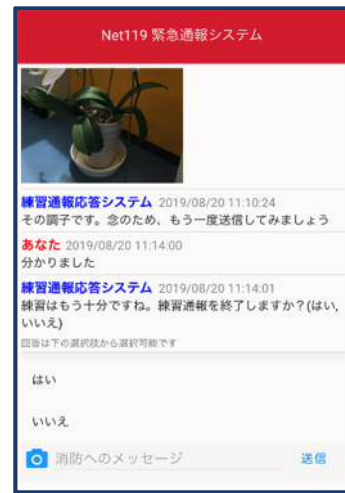 Net119 緊急通報システム
練習通報応答システム 2019/08/20 11:10:24
その調子です。念のため、もう一度送信してみましょう
あなた 2019/08/20 11:14:00
分かりました
練習通報応答システム 2019/08/20 11:14:01
練習はもう十分ですね。練習通報を終了しますか？(はい,
いいえ)
回答は下の選択肢から選択可能です
はい
いいえ
消防へのメッセージ 送信